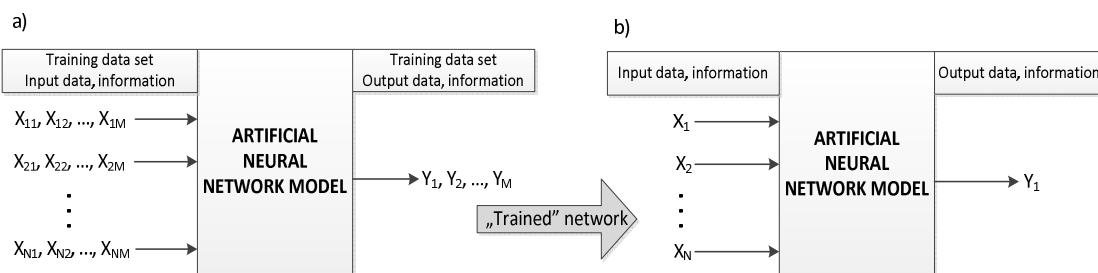 a)
Training data set
Input data, information
Training data set
Output data, information
X11, X12, ..., X1M
X21, X22, ..., X2M
XN1, XN2, ..., XNM
ARTIFICIAL
NEURAL
NETWORK MODEL
Y1, Y2, ..., YM
„Trained” network
b)
Input data, information
Output data, information
X1
X2
XN
ARTIFICIAL
NEURAL
NETWORK MODEL
Y1